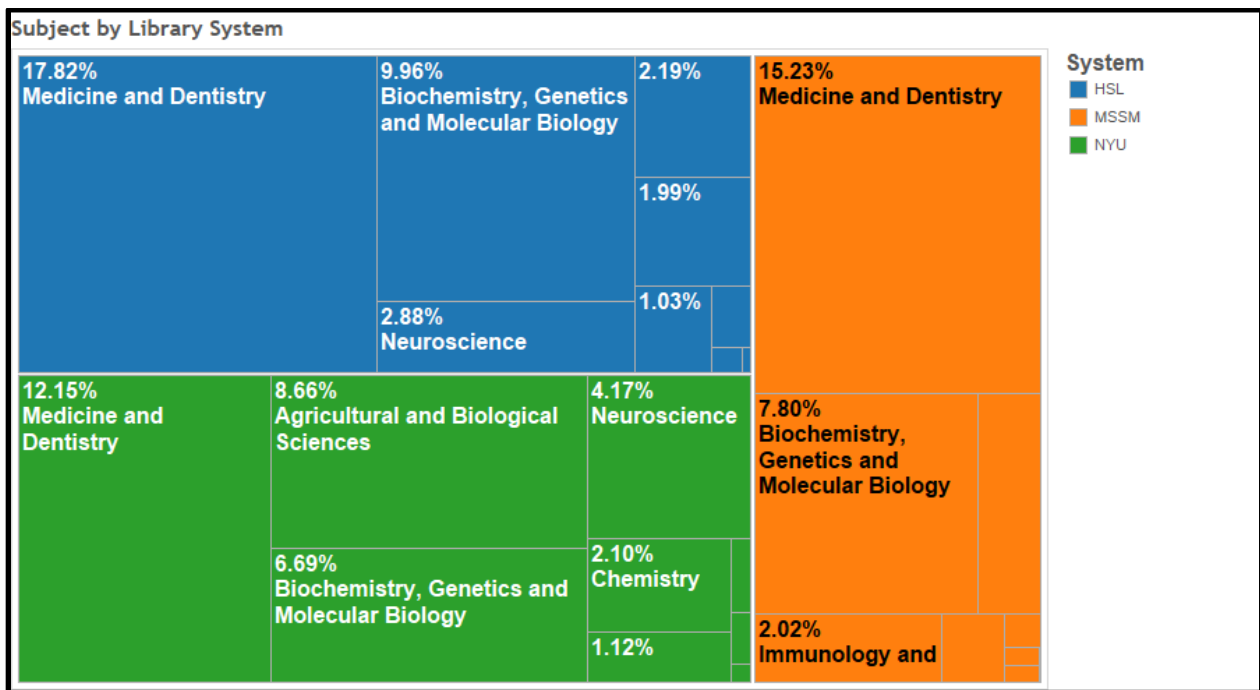 Subject by Library System
17.82%
Medicine and Dentistry
9.96%
Biochemistry, Genetics
and Molecular Biology
2.19%
1.99%
1.03%
2.88%
Neuroscience
15.23%
Medicine and Dentistry
7.80%
Biochemistry,
Genetics and
Molecular Biology
2.02%
Immunology and
12.15%
Medicine and
Dentistry
8.66%
Agricultural and Biological
Sciences
6.69%
Biochemistry, Genetics and
Molecular Biology
4.17%
Neuroscience
2.10%
Chemistry
1.12%
System
HSL
MSSM
NYU